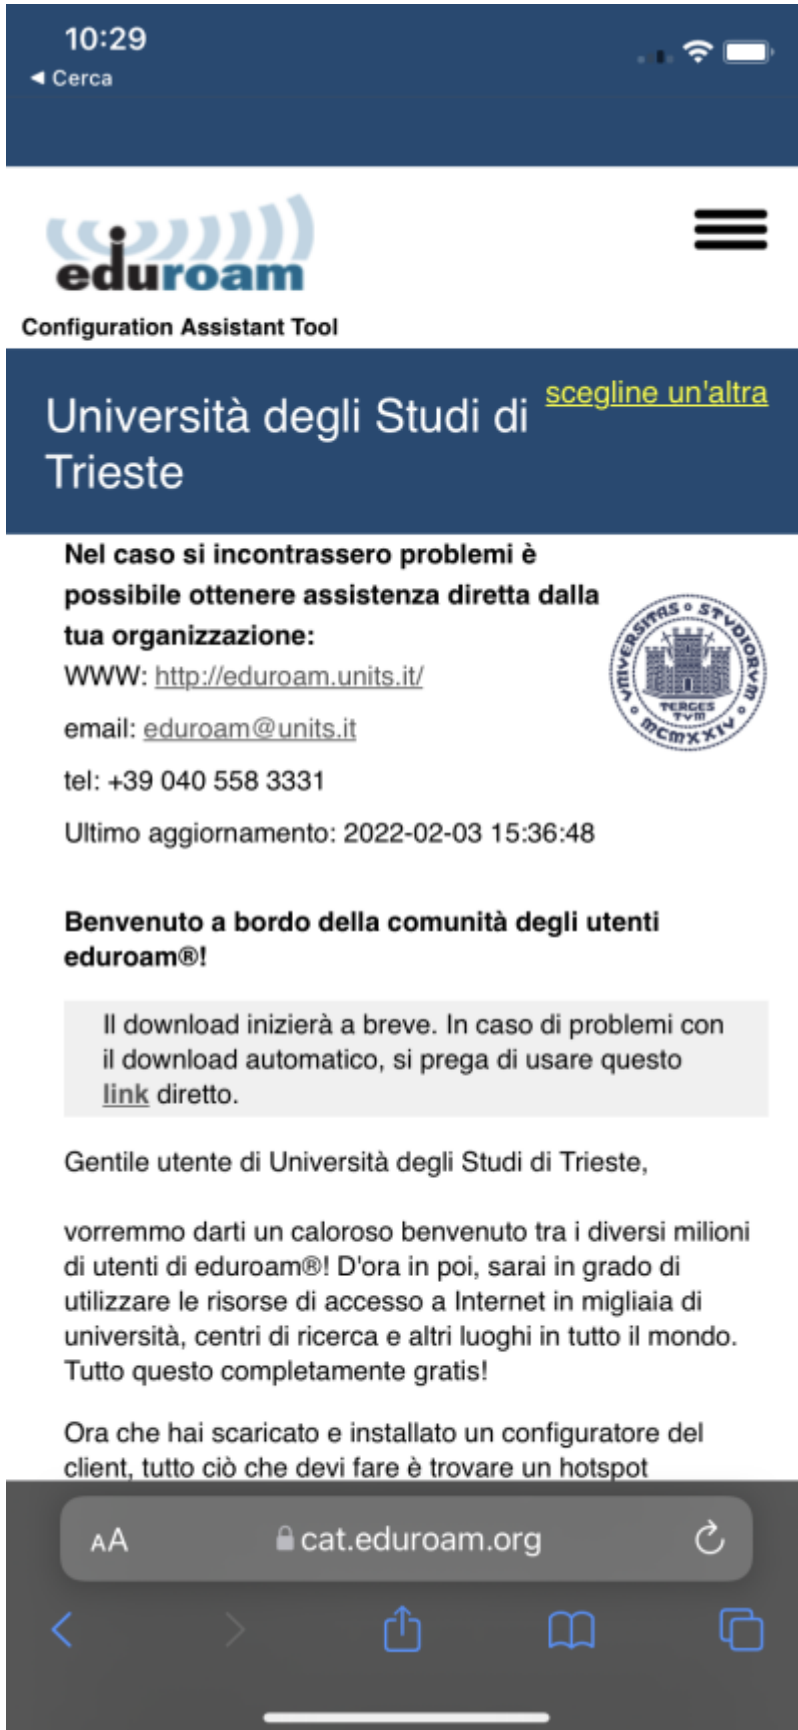 10:29
◀ Cerca
eduroam
Configuration Assistant Tool
Università degli Studi di
Trieste
scegline un'altra
Nel caso si incontrassero problemi è
possibile ottenere assistenza diretta dalla
tua organizzazione:
WWW: http://eduroam.units.it/
email: eduroam@units.it
tel: +39 040 558 3331
Ultimo aggiornamento: 2022-02-03 15:36:48
VNIVERSITAS STVDIORVM
TERGES
TVM
MCMXXIV
Benvenuto a bordo della comunità degli utenti
eduroam®!
Il download inizierà a breve. In caso di problemi con
il download automatico, si prega di usare questo
link diretto.
Gentile utente di Università degli Studi di Trieste,
vorremmo darti un caloroso benvenuto tra i diversi milioni
di utenti di eduroam®! D'ora in poi, sarai in grado di
utilizzare le risorse di accesso a Internet in migliaia di
università, centri di ricerca e altri luoghi in tutto il mondo.
Tutto questo completamente gratis!
Ora che hai scaricato e installato un configuratore del
client, tutto ciò che devi fare è trovare un hotspot
AA
cat.eduroam.org